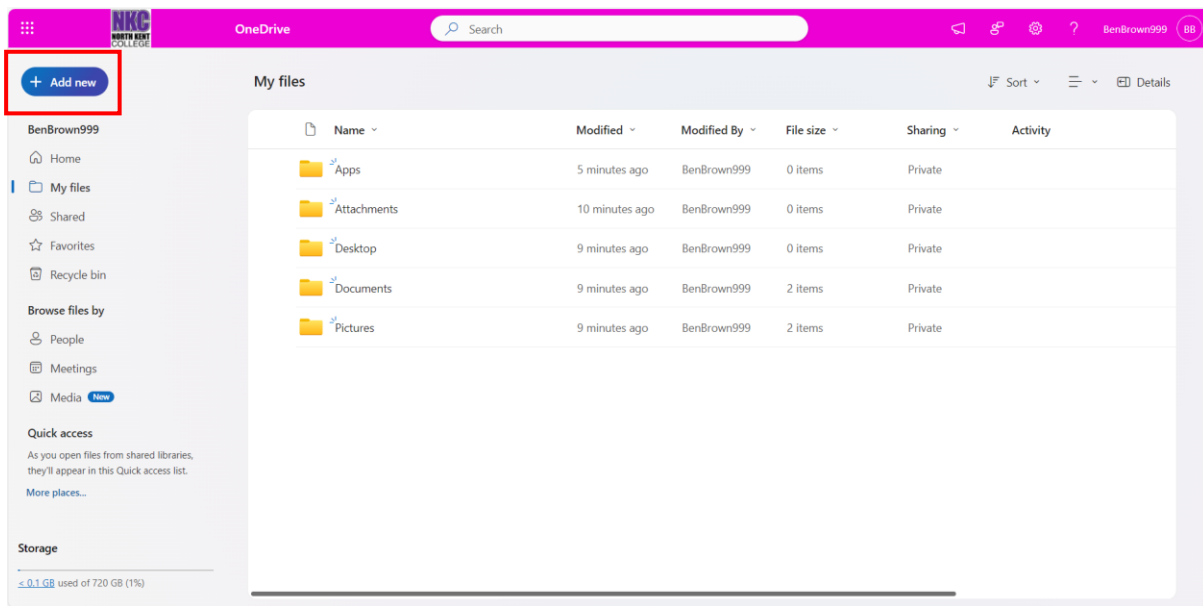 NKC
NORTH KENT
COLLEGE
OneDrive
Search
BenBrown999
BB
+ Add new
My files
Sort
Details
BenBrown999
Home
My files
Shared
Favorites
Recycle bin
Browse files by
People
Meetings
Media New
Quick access
As you open files from shared libraries,
they'll appear in this Quick access list.
More places...
Storage
< 0.1 GB used of 720 GB (1%)
Name Modified Modified By File size Sharing Activity
Apps 5 minutes ago BenBrown999 0 items Private
Attachments 10 minutes ago BenBrown999 0 items Private
Desktop 9 minutes ago BenBrown999 0 items Private
Documents 9 minutes ago BenBrown999 2 items Private
Pictures 9 minutes ago BenBrown999 2 items Private